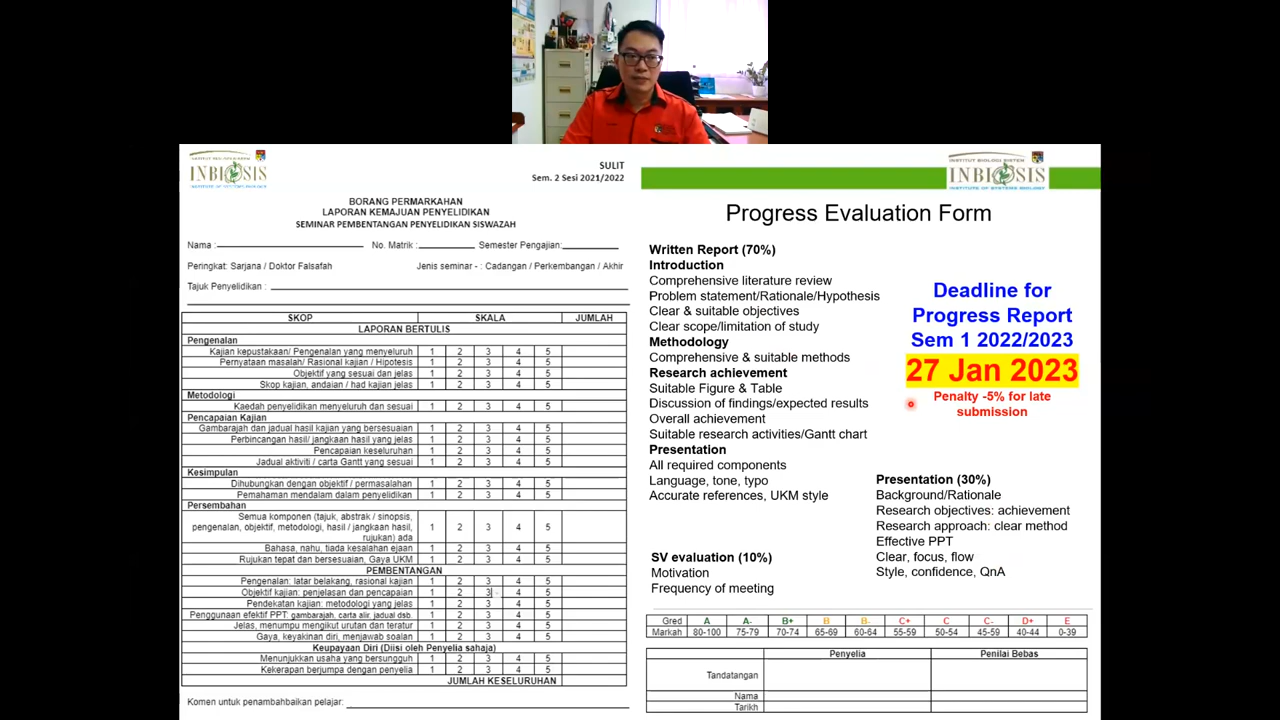 INSTITUT BIOLOGI SISTEM
INBIOSIS
INSTITUTE OF SYSTEMS BIOLOGY
SULIT
Sem. 2 Sesi 2021/2022
BORANG PERMARKAHAN
LAPORAN KEMAJUAN PENYELIDIKAN
SEMINAR PEMBENTANGAN PENYELIDIKAN SISWAZAH
Nama : No. Matrik : Semester Pengajian:
Peringkat: Sarjana / Doktor Falsafah Jenis seminar - : Cadangan / Perkembangan / Akhir
Tajuk Penyelidikan :
SKOP SKALA JUMLAH
LAPORAN BERTULIS
Pengenalan
Kajian kepustakaan/ Pengenalan yang menyeluruh 1 2 3 4 5
Pernyataan masalah/ Rasional kajian / Hipotesis 1 2 3 4 5
Objektif yang sesuai dan jelas 1 2 3 4 5
Skop kajian, andaian / had kajian jelas 1 2 3 4 5
Metodologi
Kaedah penyelidikan menyeluruh dan sesuai 1 2 3 4 5
Pencapaian Kajian
Gambarajah dan jadual hasil kajian yang bersesuaian 1 2 3 4 5
Perbincangan hasil/ jangkaan hasil yang jelas 1 2 3 4 5
Pencapaian keseluruhan 1 2 3 4 5
Jadual aktiviti / carta Gantt yang sesuai 1 2 3 4 5
Kesimpulan
Dihubungkan dengan objektif / permasalahan 1 2 3 4 5
Pemahaman mendalam dalam penyelidikan 1 2 3 4 5
Persembahan
Semua komponen (tajuk, abstrak / sinopsis,
pengenalan, objektif, metodologi, hasil / jangkaan hasil, 1 2 3 4 5
rujukan) ada
Bahasa, nahu, tiada kesalahan ejaan 1 2 3 4 5
Rujukan tepat dan bersesuaian, Gaya UKM 1 2 3 4 5
PEMBENTANGAN
Pengenalan: latar belakang, rasional kajian 1 2 3 4 5
Objektif kajian: penjelasan dan pencapaian 1 2 3 4 5
Pendekatan kajian: metodologi yang jelas 1 2 3 4 5
Penggunaan efektif PPT: gambarajah, carta alir, jadual dsb. 1 2 3 4 5
Jelas, menumpu mengikut urutan dan teratur 1 2 3 4 5
Gaya, keyakinan diri, menjawab soalan 1 2 3 4 5
Keupayaan Diri (Diisi oleh Penyelia sahaja)
Menunjukkan usaha yang bersungguh 1 2 3 4 5
Kekerapan berjumpa dengan penyelia 1 2 3 4 5
JUMLAH KESELURUHAN
Komen untuk penambahbaikan pelajar:
INSTITUT BIOLOGI SISTEM
INBIOSIS
INSTITUTE OF SYSTEMS BIOLOGY
Progress Evaluation Form
Written Report (70%)
Introduction
Comprehensive literature review
Problem statement/Rationale/Hypothesis
Clear & suitable objectives
Clear scope/limitation of study
Methodology
Comprehensive & suitable methods
Research achievement
Suitable Figure & Table
Discussion of findings/expected results
Overall achievement
Suitable research activities/Gantt chart
Presentation
All required components
Language, tone, typo
Accurate references, UKM style
SV evaluation (10%)
Motivation
Frequency of meeting
Deadline for
Progress Report
Sem 1 2022/2023
27 Jan 2023
Penalty -5% for late
submission
Presentation (30%)
Background/Rationale
Research objectives: achievement
Research approach: clear method
Effective PPT
Clear, focus, flow
Style, confidence, QnA
Gred A A- B+ B B- C+ C C- D+ E
Markah 80-100 75-79 70-74 65-69 60-64 55-59 50-54 45-59 40-44 0-39
Penyelia Penilai Bebas
Tandatangan
Nama
Tarikh